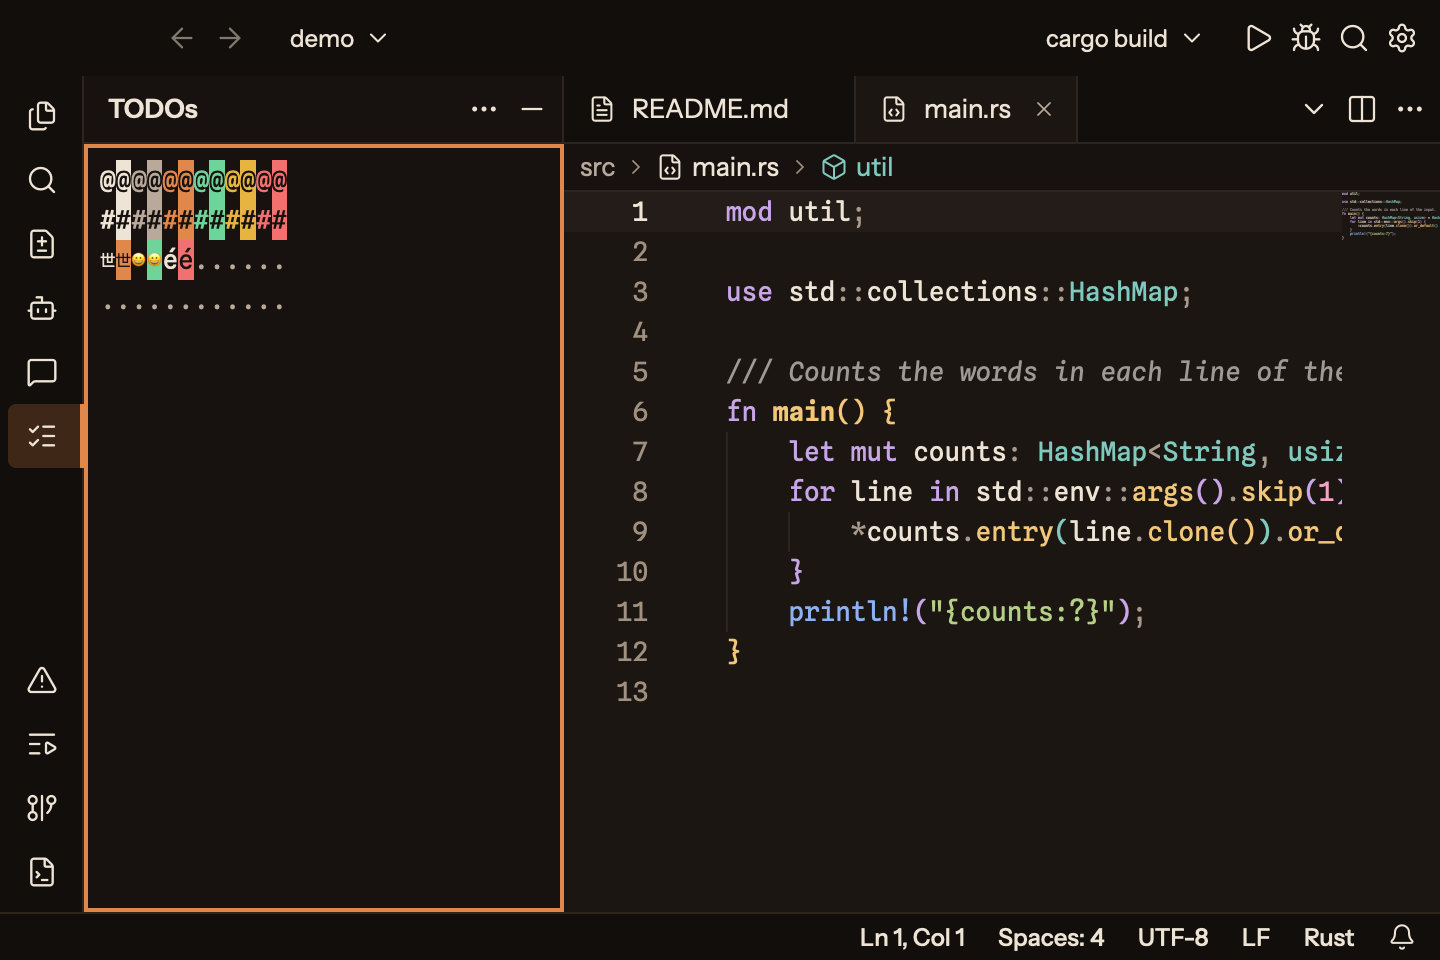 demo
cargo build
TODOs
README.md
main.rs
@@@@@@@@@@@@
############
世世😀😀éé......
............
src > main.rs > util
1 mod util;
2
3 use std::collections::HashMap;
4
5 /// Counts the words in each line of the
6 fn main() {
7 let mut counts: HashMap<String, usiz
8 for line in std::env::args().skip(1)
9 *counts.entry(line.clone()).or_d
10 }
11 println!("{counts:?}");
12 }
13
Ln 1, Col 1
Spaces: 4
UTF-8
LF
Rust